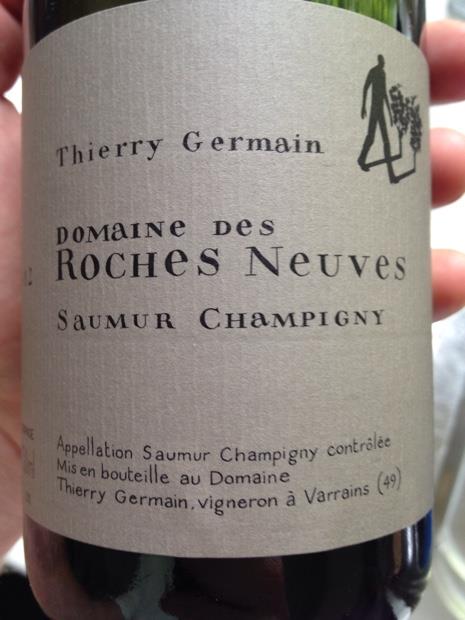 Thierry Germain
DOMaINE DES
ROCHES NEUVES
SAUMUR CHaMPIGNY
Appellation Saumur Champigny contrôlée
Mis en bouteille au Domaine
Thierry Germain, vigneron à Varrains (49)